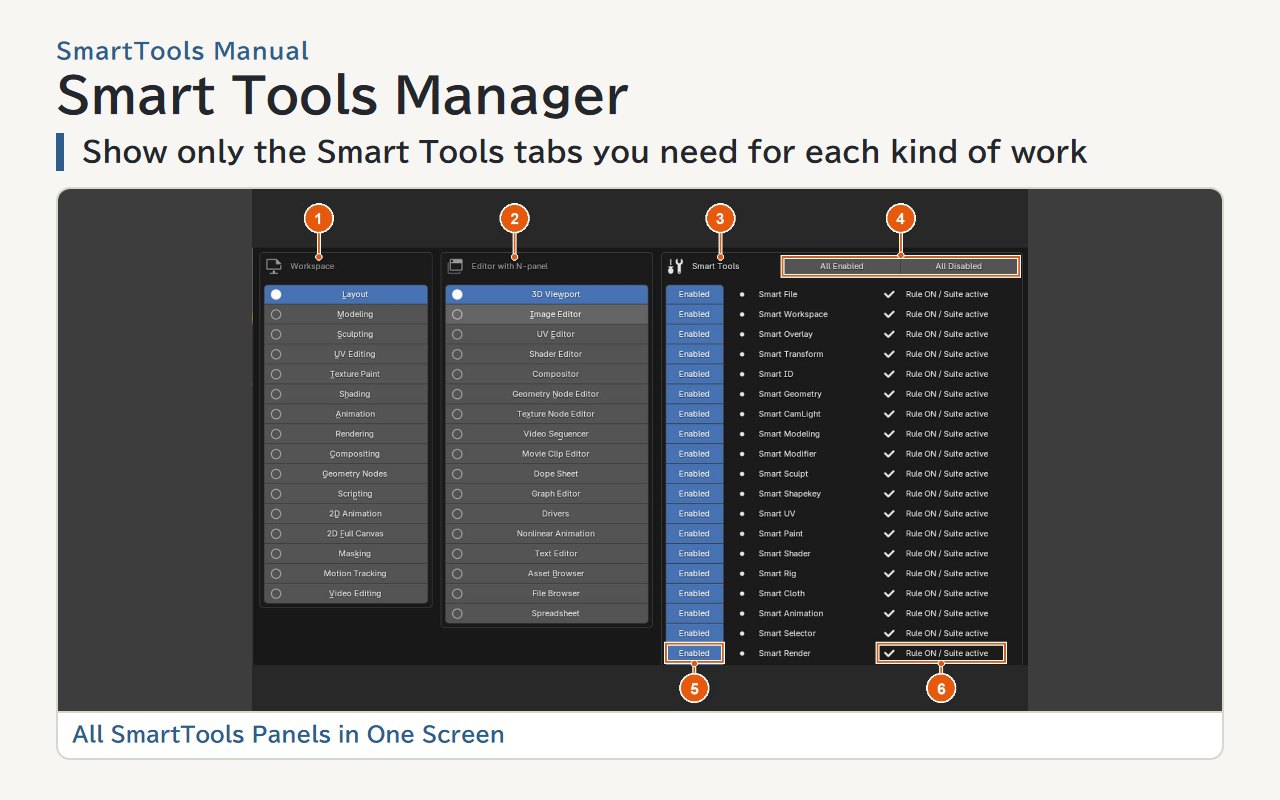 SmartTools Manual
Smart Tools Manager
Show only the Smart Tools tabs you need for each kind of work
1
2
3
4
Workspace
Layout
Modeling
Sculpting
UV Editing
Texture Paint
Shading
Animation
Rendering
Compositing
Geometry Nodes
Scripting
2D Animation
2D Full Canvas
Masking
Motion Tracking
Video Editing
Editor with N-panel
3D Viewport
Image Editor
UV Editor
Shader Editor
Compositor
Geometry Node Editor
Texture Node Editor
Video Sequencer
Movie Clip Editor
Dope Sheet
Graph Editor
Drivers
Nonlinear Animation
Text Editor
Asset Browser
File Browser
Spreadsheet
Smart Tools All Enabled All Disabled
Enabled Smart File Rule ON / Suite active
Enabled Smart Workspace Rule ON / Suite active
Enabled Smart Overlay Rule ON / Suite active
Enabled Smart Transform Rule ON / Suite active
Enabled Smart ID Rule ON / Suite active
Enabled Smart Geometry Rule ON / Suite active
Enabled Smart CamLight Rule ON / Suite active
Enabled Smart Modeling Rule ON / Suite active
Enabled Smart Modifier Rule ON / Suite active
Enabled Smart Sculpt Rule ON / Suite active
Enabled Smart Shapekey Rule ON / Suite active
Enabled Smart UV Rule ON / Suite active
Enabled Smart Paint Rule ON / Suite active
Enabled Smart Shader Rule ON / Suite active
Enabled Smart Rig Rule ON / Suite active
Enabled Smart Cloth Rule ON / Suite active
Enabled Smart Animation Rule ON / Suite active
Enabled Smart Selector Rule ON / Suite active
Enabled Smart Render Rule ON / Suite active
5
6
All SmartTools Panels in One Screen